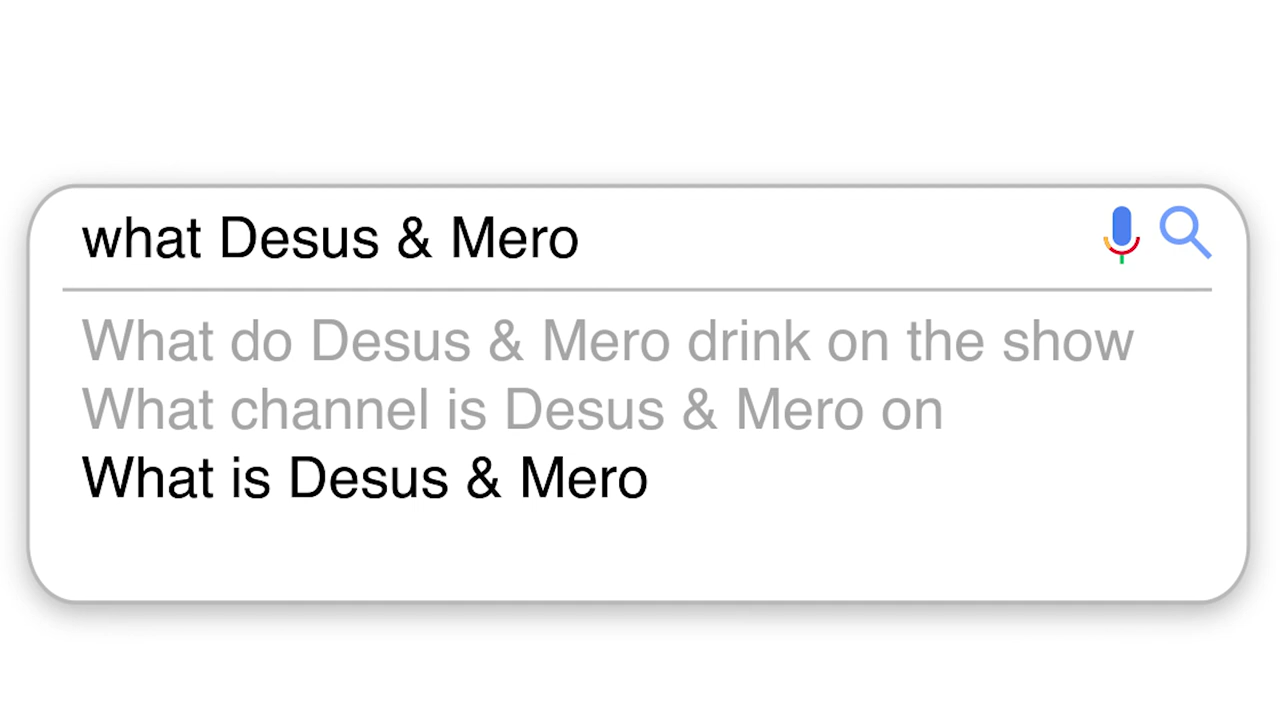 what Desus & Mero
What do Desus & Mero drink on the show
What channel is Desus & Mero on
What is Desus & Mero